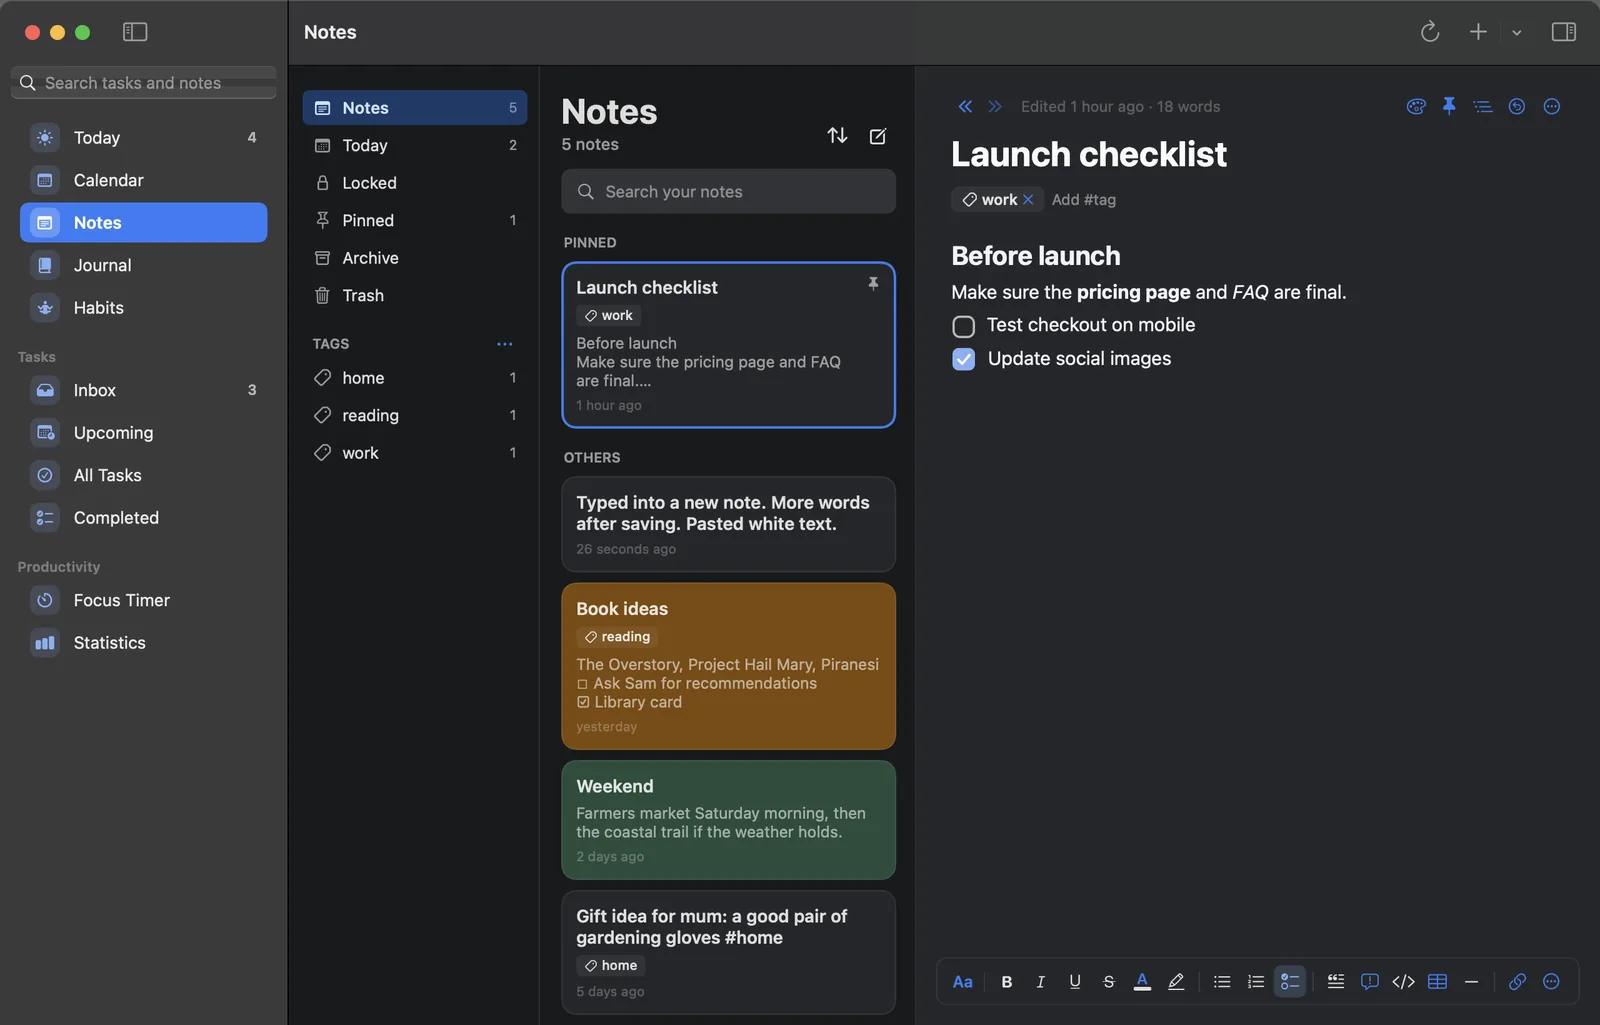 Notes
Search tasks and notes
Today 4
Calendar
Notes
Journal
Habits
Tasks
Inbox 3
Upcoming
All Tasks
Completed
Productivity
Focus Timer
Statistics
Notes 5
Today 2
Locked
Pinned 1
Archive
Trash
TAGS
home 1
reading 1
work 1
Notes
5 notes
Search your notes
PINNED
Launch checklist
work
Before launch
Make sure the pricing page and FAQ
are final....
1 hour ago
OTHERS
Typed into a new note. More words
after saving. Pasted white text.
26 seconds ago
Book ideas
reading
The Overstory, Project Hail Mary, Piranesi
Ask Sam for recommendations
Library card
yesterday
Weekend
Farmers market Saturday morning, then
the coastal trail if the weather holds.
2 days ago
Gift idea for mum: a good pair of
gardening gloves #home
home
5 days ago
Edited 1 hour ago · 18 words
Launch checklist
work Add #tag
Before launch
Make sure the pricing page and FAQ are final.
Test checkout on mobile
Update social images
Aa B I U S A </>